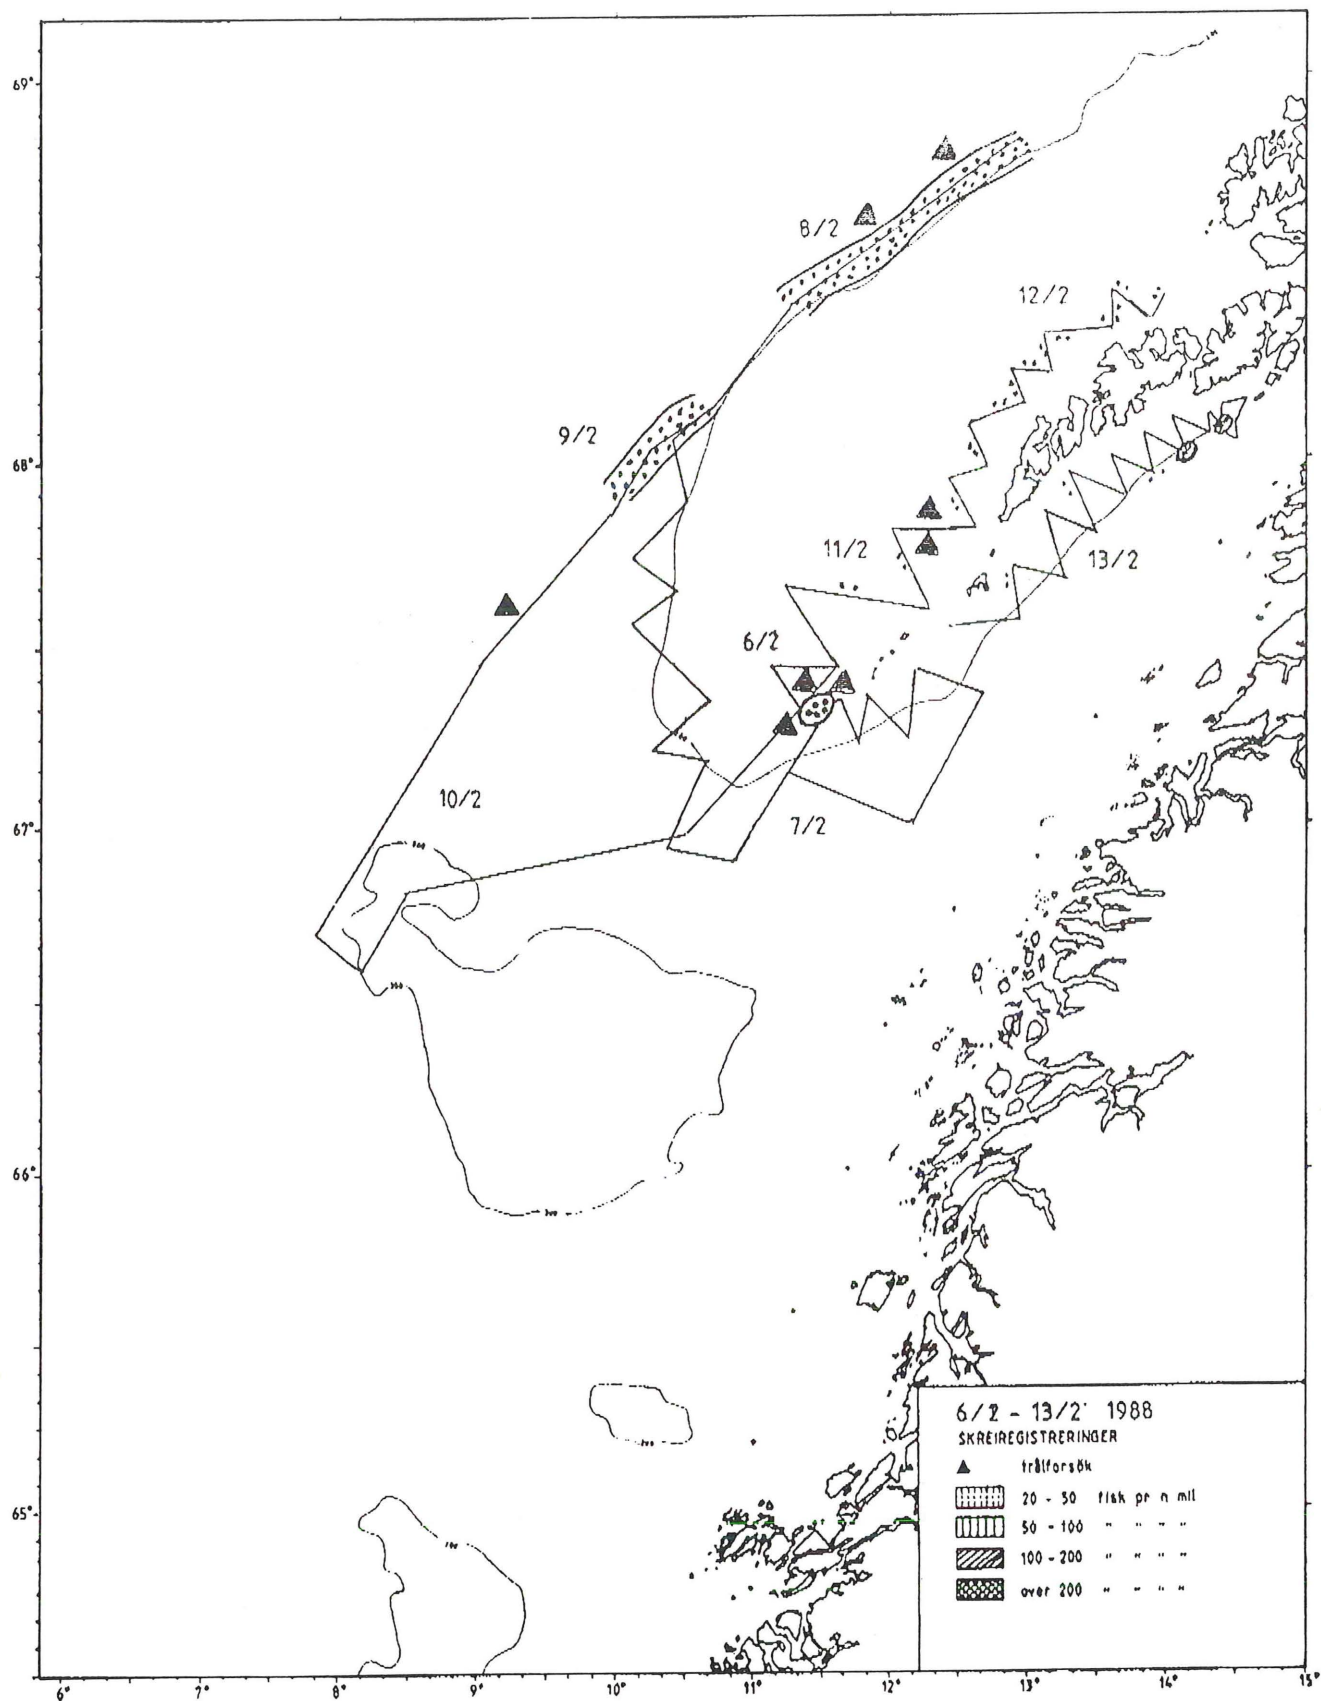 69°
8/2
12/2
9/2
68°
11/2
13/2
6/2
10/2
67°
7/2
66°
65°
6/2 - 13/2 1988
SKREIREGISTRERINGER
trålforsök
20 - 50 fisk pr n mil
50 - 100 " " " "
100 - 200 " " " "
over 200 " " " "
6° 7° 8° 9° 10° 11° 12° 13° 14° 15°